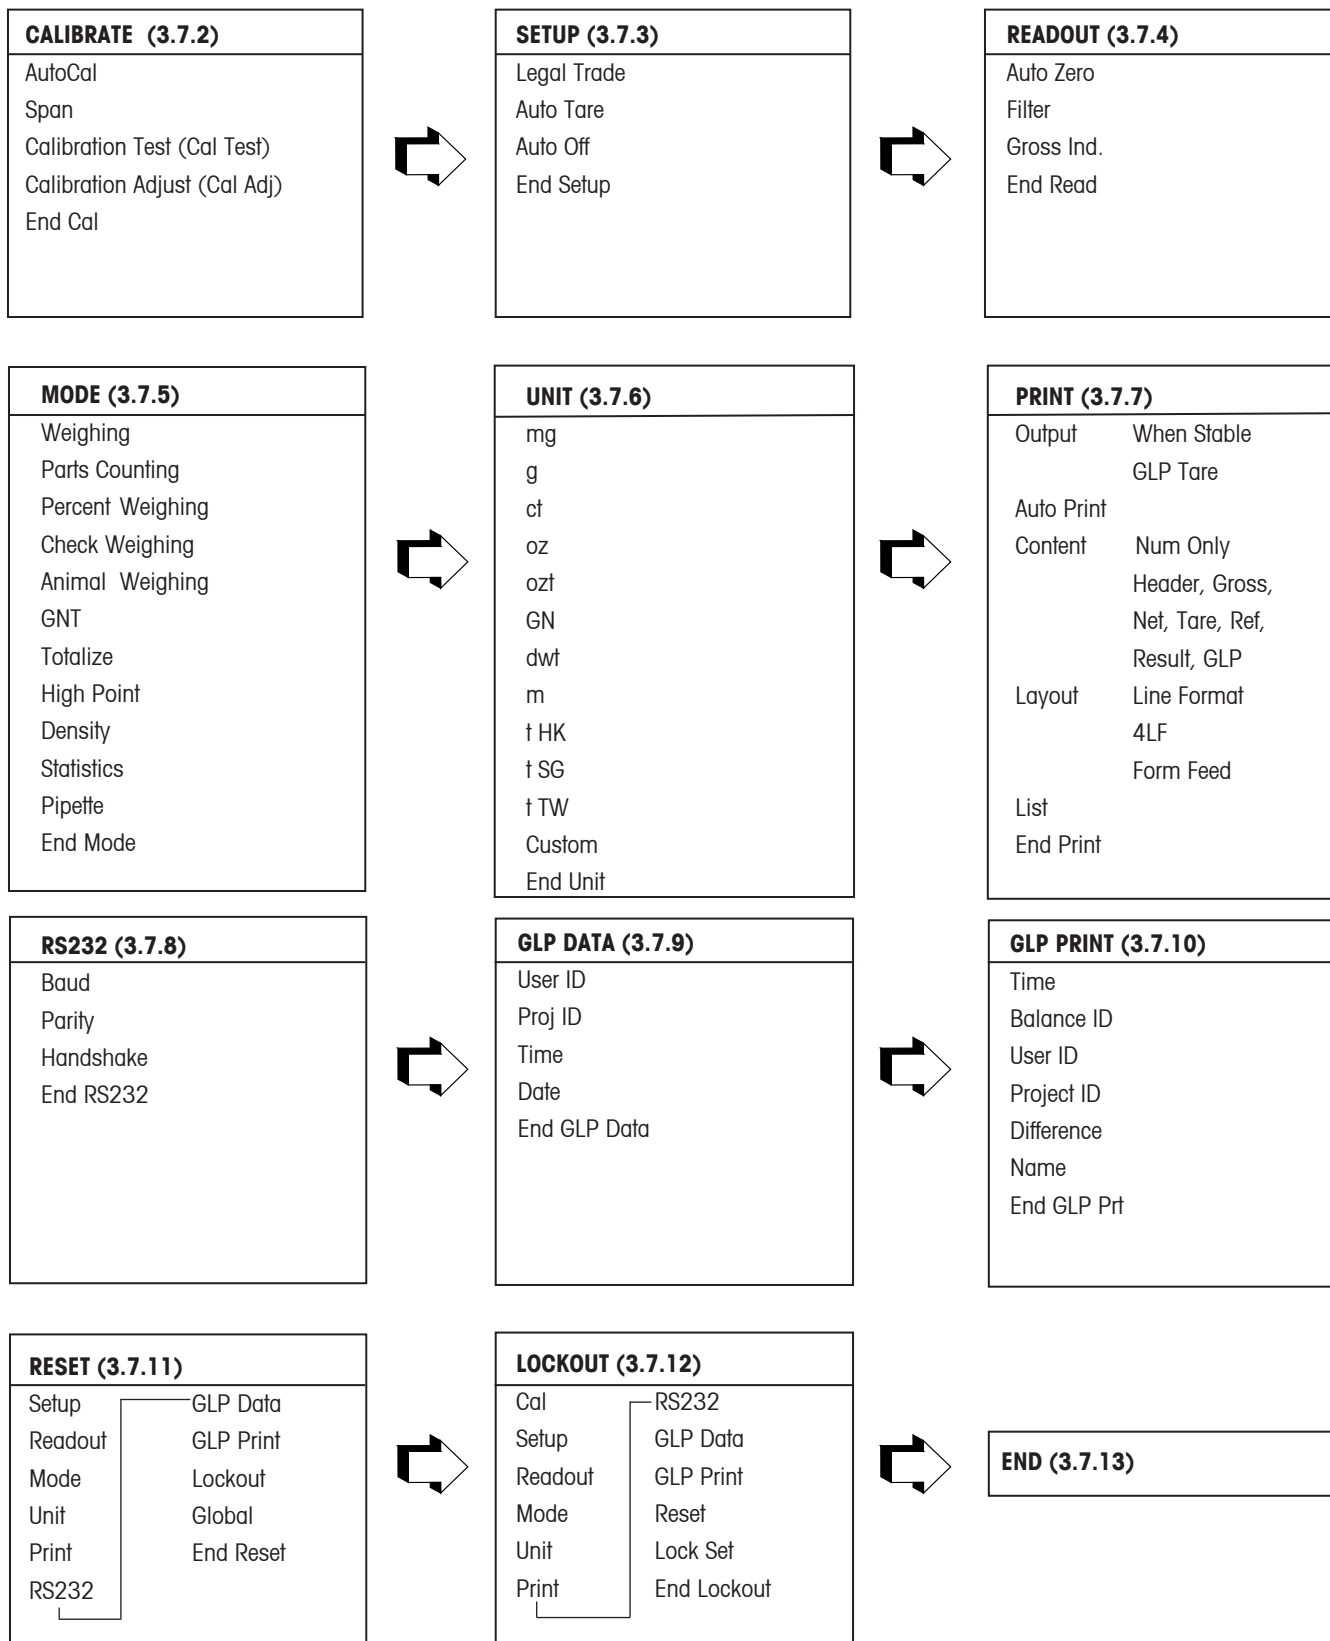 CALIBRATE (3.7.2)
AutoCal
Span
Calibration Test (Cal Test)
Calibration Adjust (Cal Adj)
End Cal
SETUP (3.7.3)
Legal Trade
Auto Tare
Auto Off
End Setup
READOUT (3.7.4)
Auto Zero
Filter
Gross Ind.
End Read
MODE (3.7.5)
Weighing
Parts Counting
Percent Weighing
Check Weighing
Animal Weighing
GNT
Totalize
High Point
Density
Statistics
Pipette
End Mode
UNIT (3.7.6)
mg
g
ct
oz
ozt
GN
dwt
m
t HK
t SG
t TW
Custom
End Unit
PRINT (3.7.7)
Output When Stable
GLP Tare
Auto Print
Content Num Only
Header, Gross,
Net, Tare, Ref,
Result, GLP
Layout Line Format
4LF
Form Feed
List
End Print
RS232 (3.7.8)
Baud
Parity
Handshake
End RS232
GLP DATA (3.7.9)
User ID
Proj ID
Time
Date
End GLP Data
GLP PRINT (3.7.10)
Time
Balance ID
User ID
Project ID
Difference
Name
End GLP Prt
RESET (3.7.11)
Setup
Readout
Mode
Unit
Print
RS232
GLP Data
GLP Print
Lockout
Global
End Reset
LOCKOUT (3.7.12)
Cal
Setup
Readout
Mode
Unit
Print
RS232
GLP Data
GLP Print
Reset
Lock Set
End Lockout
END (3.7.13)